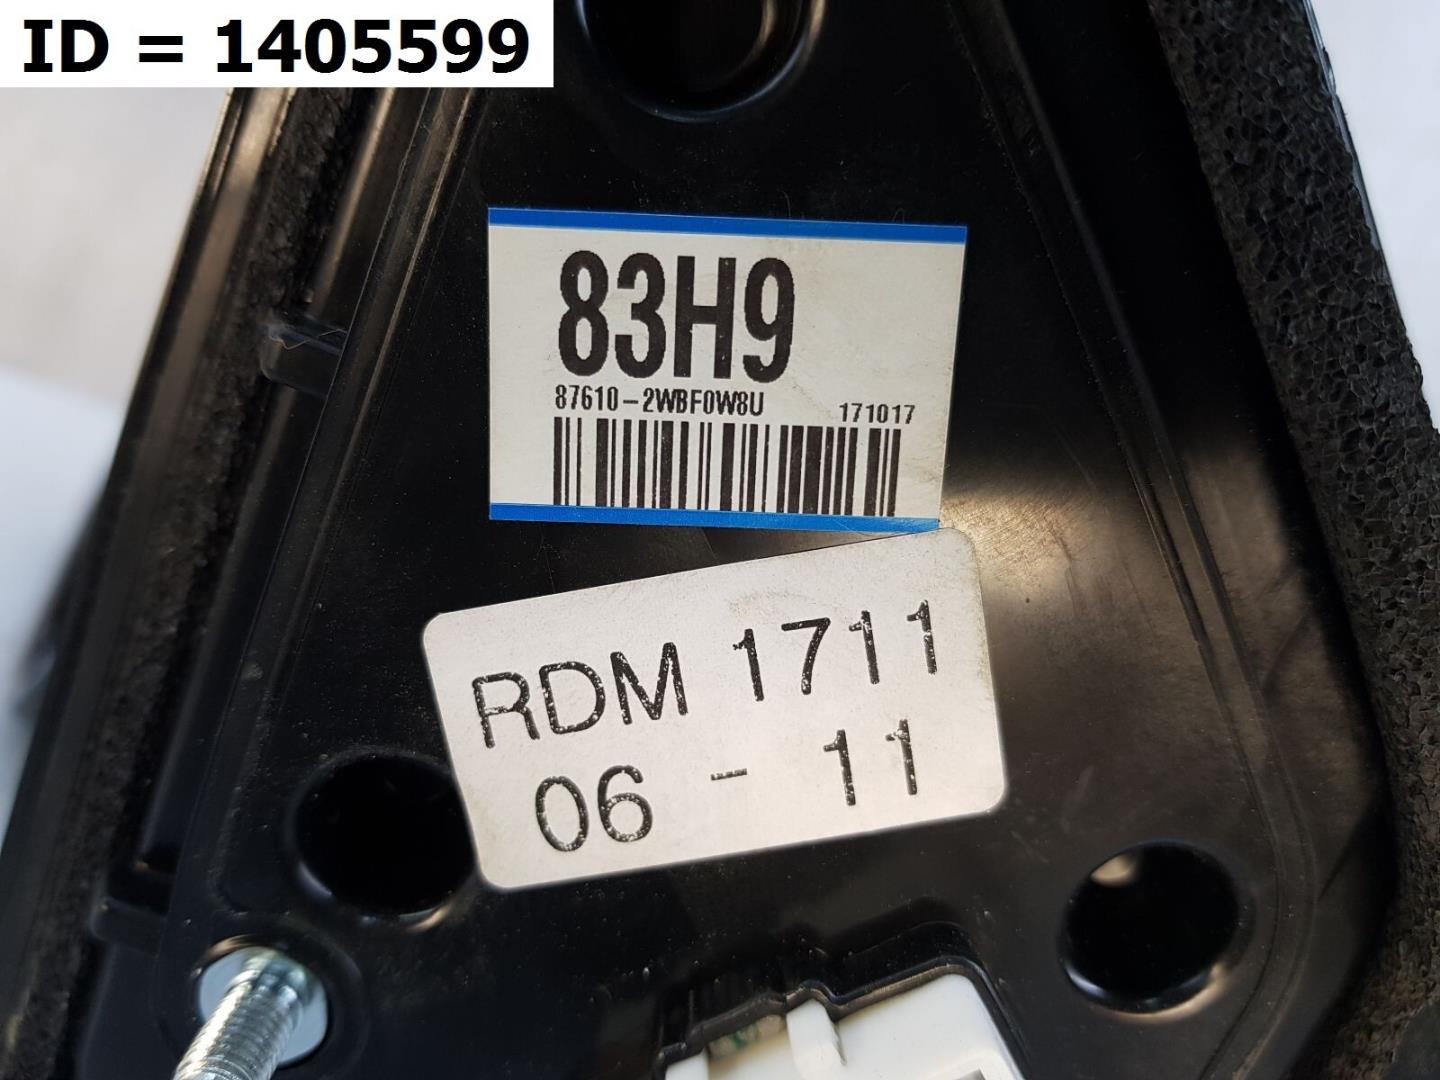 ID = 1405599
83H9
87610-2WBF0W8U 171017
RDM 1711
06 - 11